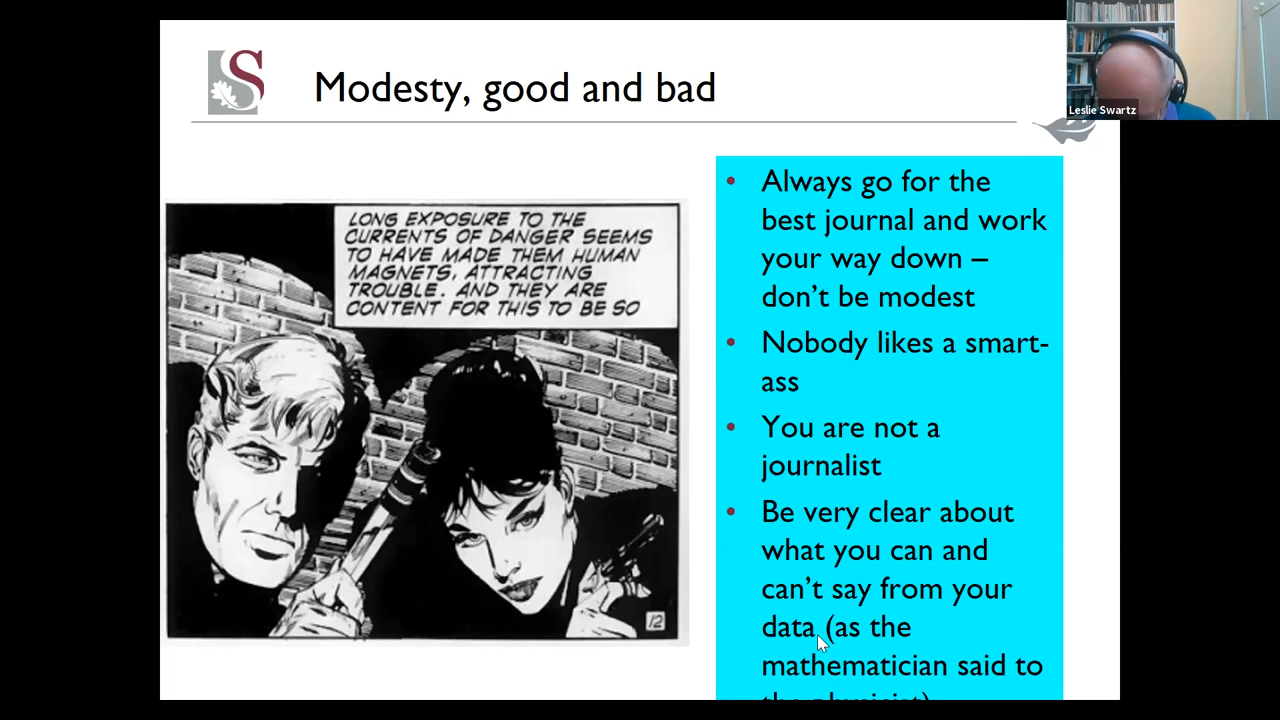 S
Modesty, good and bad
Leslie Swartz
LONG EXPOSURE TO THE
CURRENTS OF DANGER SEEMS
TO HAVE MADE THEM HUMAN
MAGNETS, ATTRACTING
TROUBLE. AND THEY ARE
CONTENT FOR THIS TO BE SO
12
• Always go for the
best journal and work
your way down –
don't be modest
• Nobody likes a smart-
ass
• You are not a
journalist
• Be very clear about
what you can and
can't say from your
data (as the
mathematician said to
the physicist)